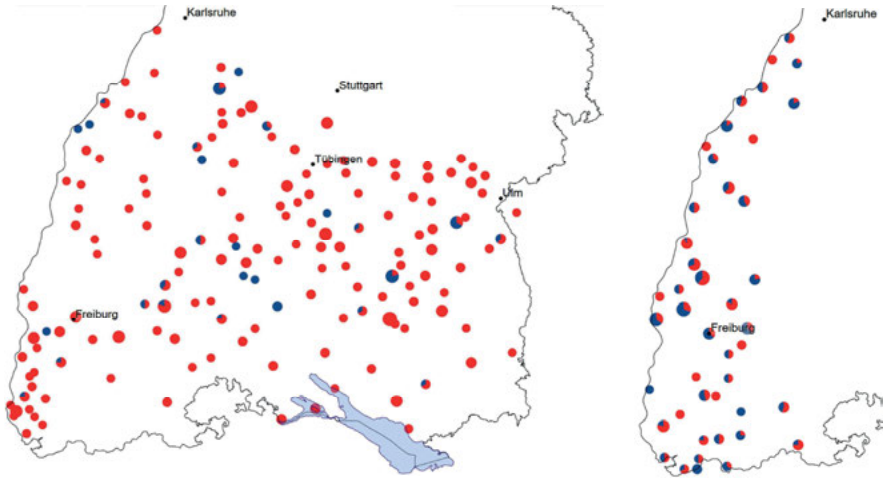 Karlsruhe
Stuttgart
Tübingen
Ulm
Freiburg
Karlsruhe
Freiburg